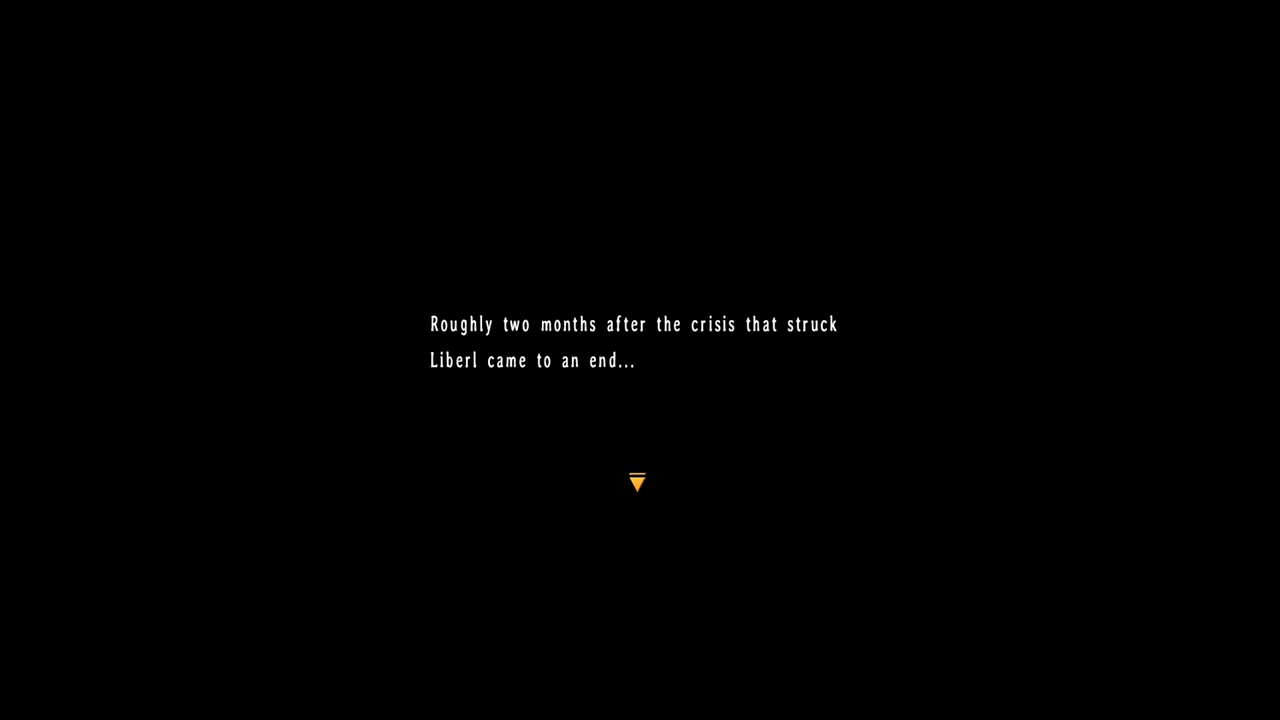 Roughly two months after the crisis that struck
Liberl came to an end...